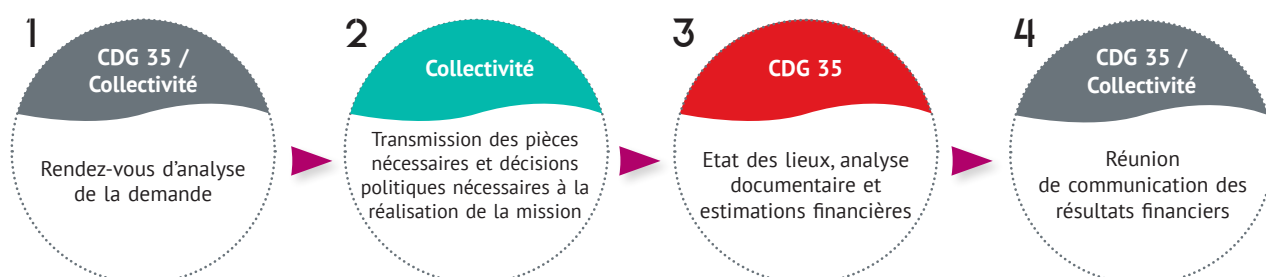 1
CDG 35 /
Collectivité
Rendez-vous d’analyse
de la demande
2
Collectivité
Transmission des pièces
nécessaires et décisions
politiques nécessaires à la
réalisation de la mission
3
CDG 35
Etat des lieux, analyse
documentaire et
estimations financières
4
CDG 35 /
Collectivité
Réunion
de communication des
résultats financiers